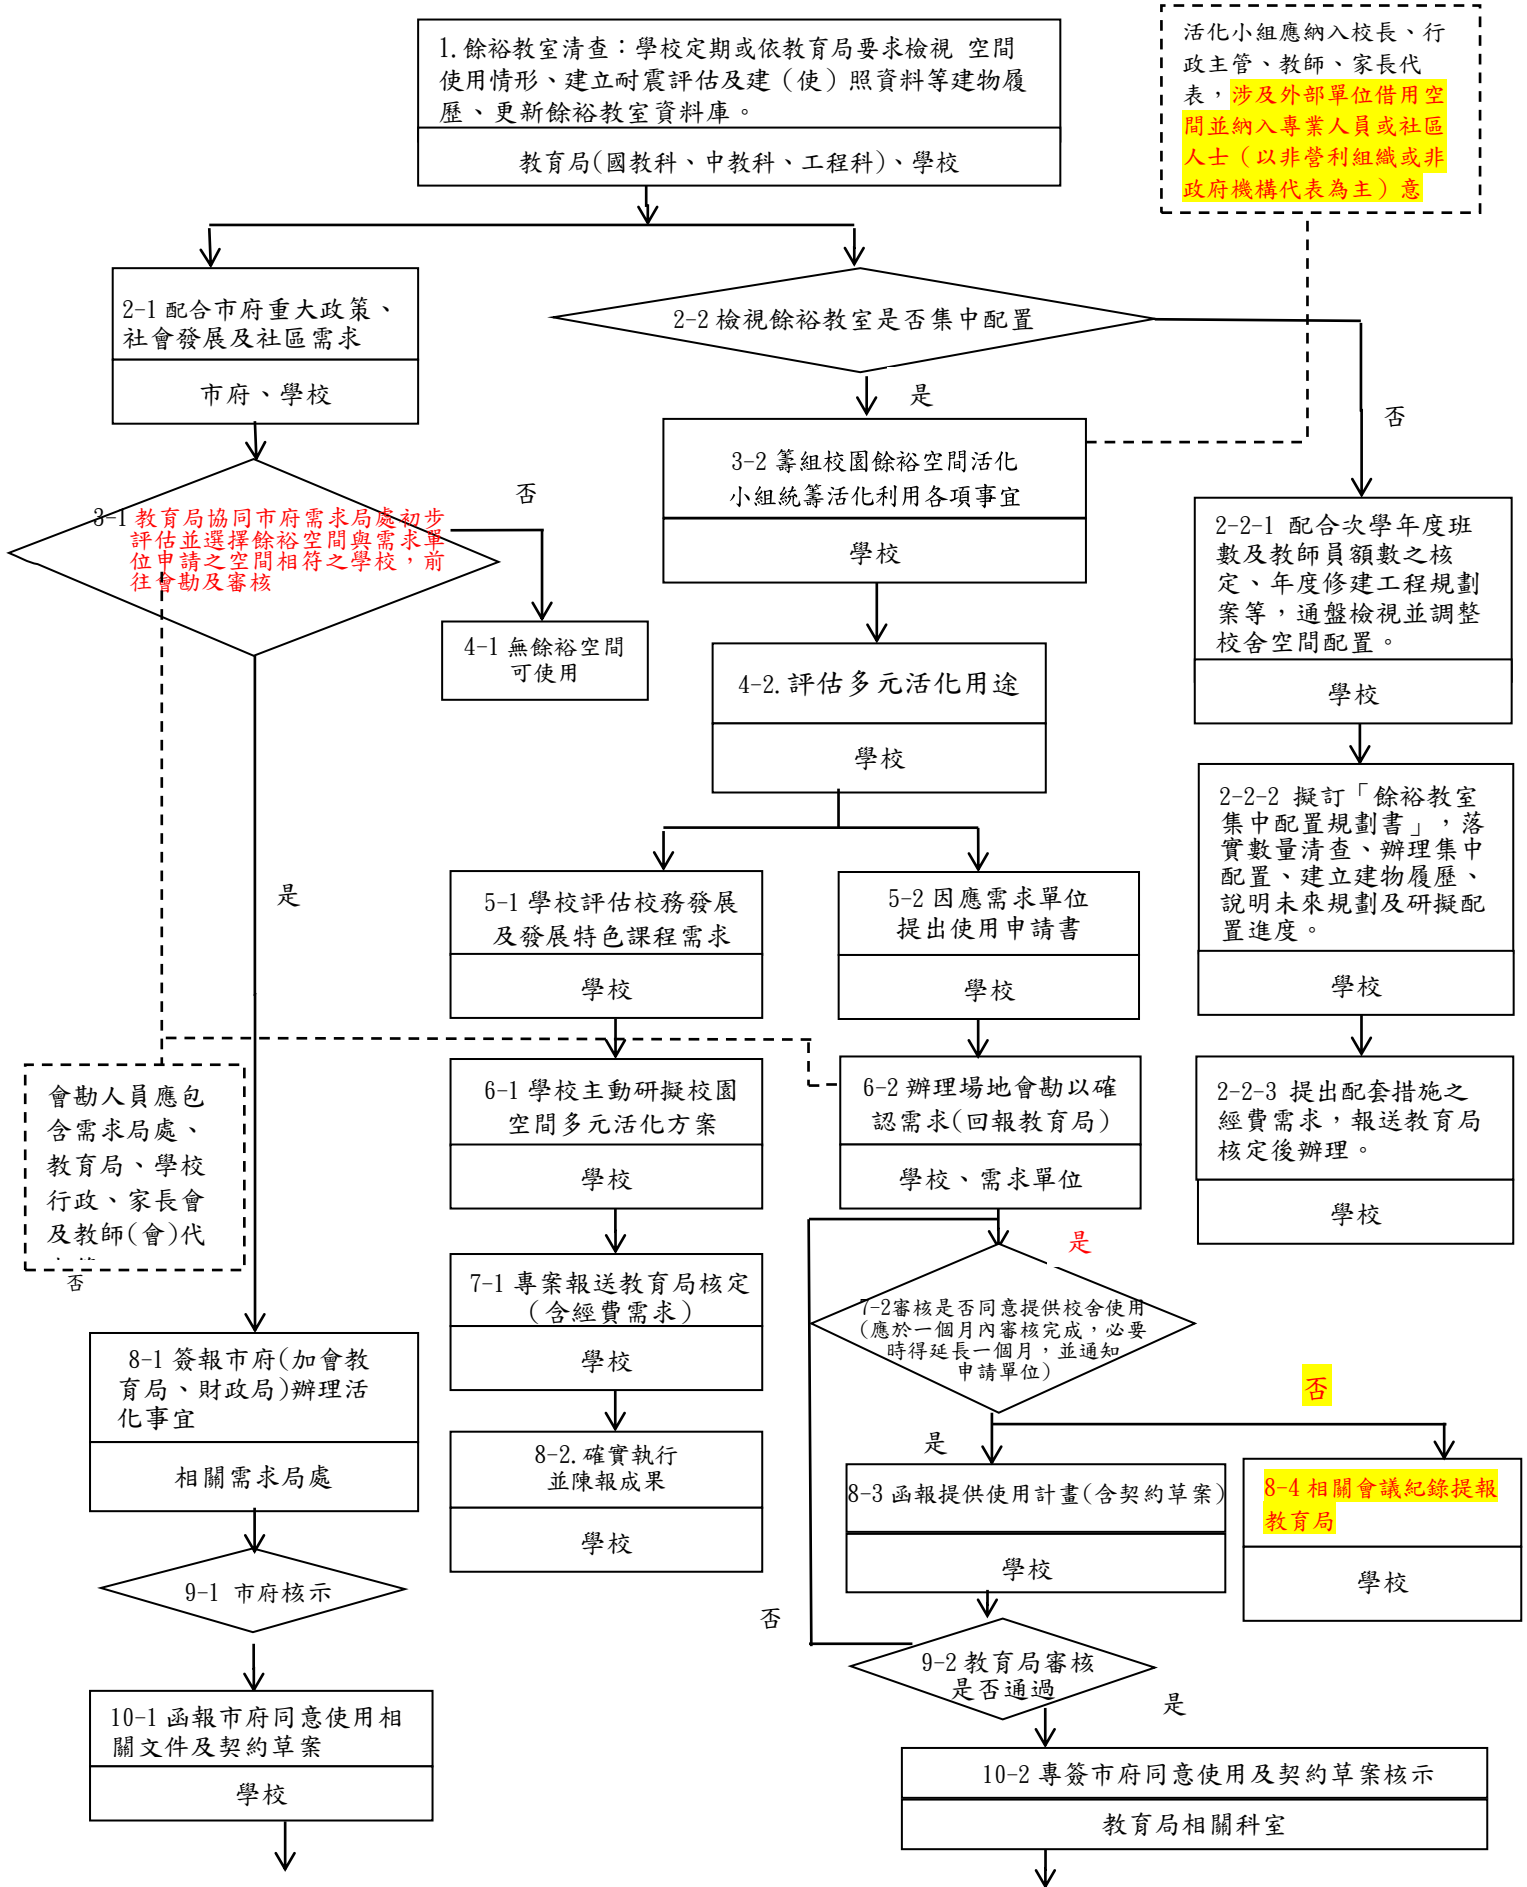 1.餘裕教室清查：學校定期或依教育局要求檢視 空間
使用情形、建立耐震評估及建（使）照資料等建物履
歷、更新餘裕教室資料庫。
教育局(國教科、中教科、工程科)、學校
活化小組應納入校長、行
政主管、教師、家長代
表，涉及外部單位借用空
間並納入專業人員或社區
人士（以非營利組織或非
政府機構代表為主）意
2-1 配合市府重大政策、
社會發展及社區需求
市府、學校
2-2 檢視餘裕教室是否集中配置
是
否
3-1 教育局協同市府需求局處初步
評估並選擇餘裕空間與需求單
位申請之空間相符之學校，前
往會勘及審核
否
4-1 無餘裕空間
可使用
是
3-2 籌組校園餘裕空間活化
小組統籌活化利用各項事宜
學校
4-2.評估多元活化用途
學校
2-2-1 配合次學年度班
數及教師員額數之核
定、年度修建工程規劃
案等，通盤檢視並調整
校舍空間配置。
學校
2-2-2 擬訂「餘裕教室
集中配置規劃書」，落
實數量清查、辦理集中
配置、建立建物履歷、
說明未來規劃及研擬配
置進度。
學校
2-2-3 提出配套措施之
經費需求，報送教育局
核定後辦理。
學校
5-1 學校評估校務發展
及發展特色課程需求
學校
5-2 因應需求單位
提出使用申請書
學校
6-1 學校主動研擬校園
空間多元活化方案
學校
6-2 辦理場地會勘以確
認需求(回報教育局)
學校、需求單位
會勘人員應包
含需求局處、
教育局、學校
行政、家長會
及教師(會)代
否
7-1 專案報送教育局核定
（含經費需求）
學校
是
7-2審核是否同意提供校舍使用
(應於一個月內審核完成，必要
時得延長一個月，並通知
申請單位)
否
是
8-1 簽報市府(加會教
育局、財政局)辦理活
化事宜
相關需求局處
8-2.確實執行
並陳報成果
學校
8-3 函報提供使用計畫(含契約草案)
學校
8-4 相關會議紀錄提報
教育局
學校
9-1 市府核示
否
9-2 教育局審核
是否通過
是
10-1 函報市府同意使用相
關文件及契約草案
學校
10-2 專簽市府同意使用及契約草案核示
教育局相關科室